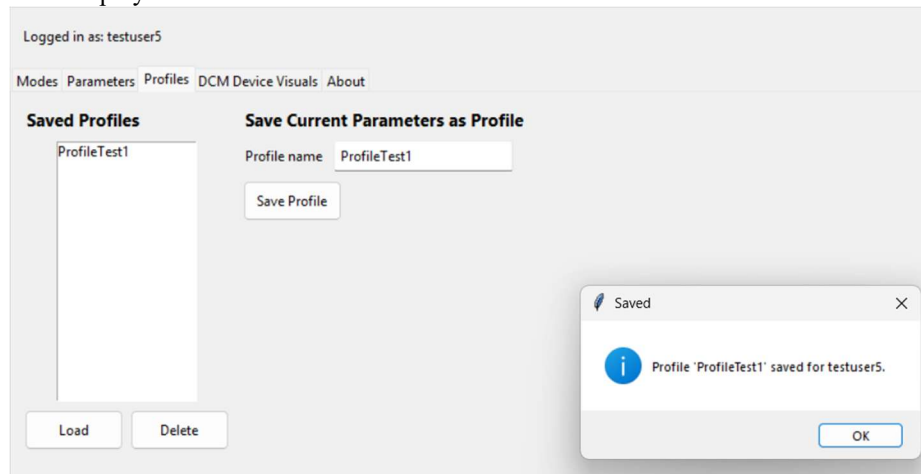 Logged in as: testuser5
Modes Parameters Profiles DCM Device Visuals About
Saved Profiles
ProfileTest1
Load Delete
Save Current Parameters as Profile
Profile name ProfileTest1
Save Profile
Saved
Profile 'ProfileTest1' saved for testuser5.
OK